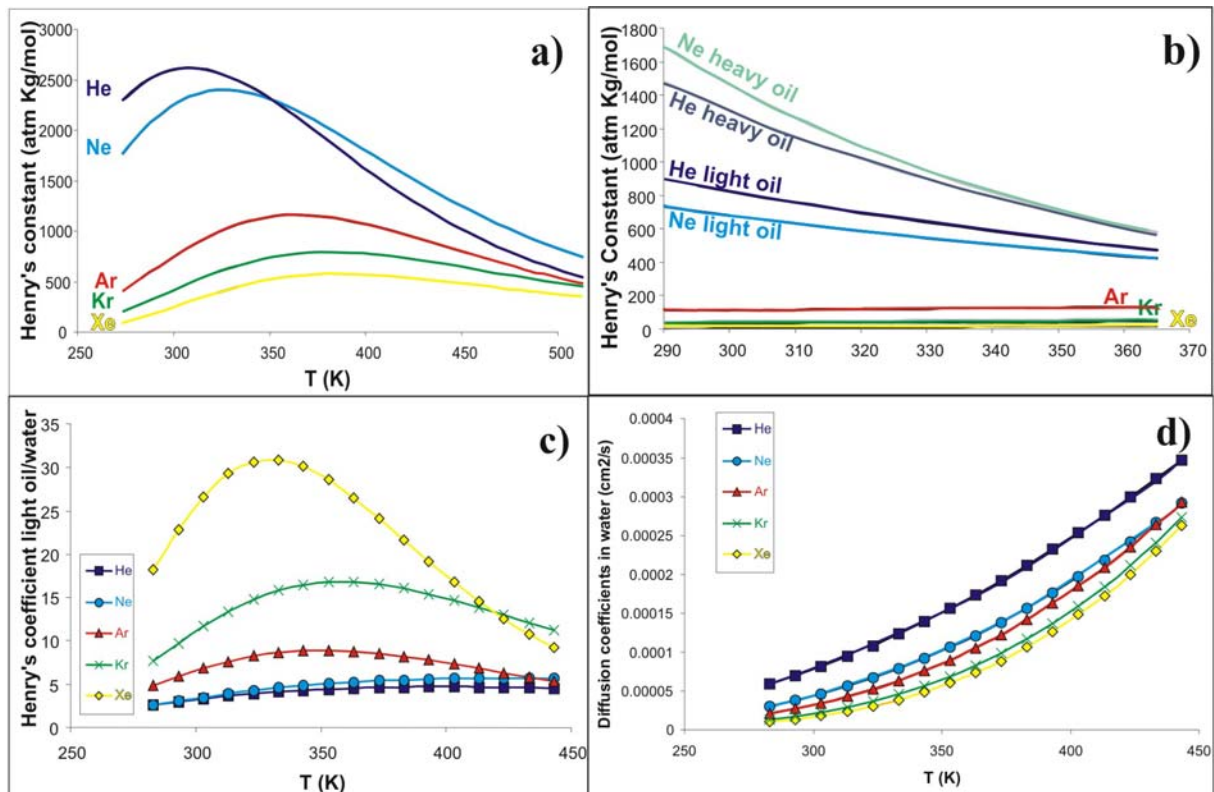 a)
Henry's constant (atm Kg/mol)
3000
2500
2000
1500
1000
500
0
He
Ne
Ar
Kr
Xe
250
300
350
400
450
500
T (K)
b)
Henry's Constant (atm Kg/mol)
1800
1600
1400
1200
1000
800
600
400
200
0
Ne heavy oil
He heavy oil
He light oil
Ne light oil
Ar
Kr
Xe
290
300
310
320
330
340
350
360
370
c)
Henry's coefficient light oil/water
35
30
25
20
15
10
5
0
He
Ne
Ar
Kr
Xe
250
300
350
400
450
T (K)
d)
Diffusion coefficients in water (cm2/s)
0.0004
0.00035
0.0003
0.00025
0.0002
0.00015
0.0001
0.00005
0
He
Ne
Ar
Kr
Xe
250
300
350
400
450
T (K)